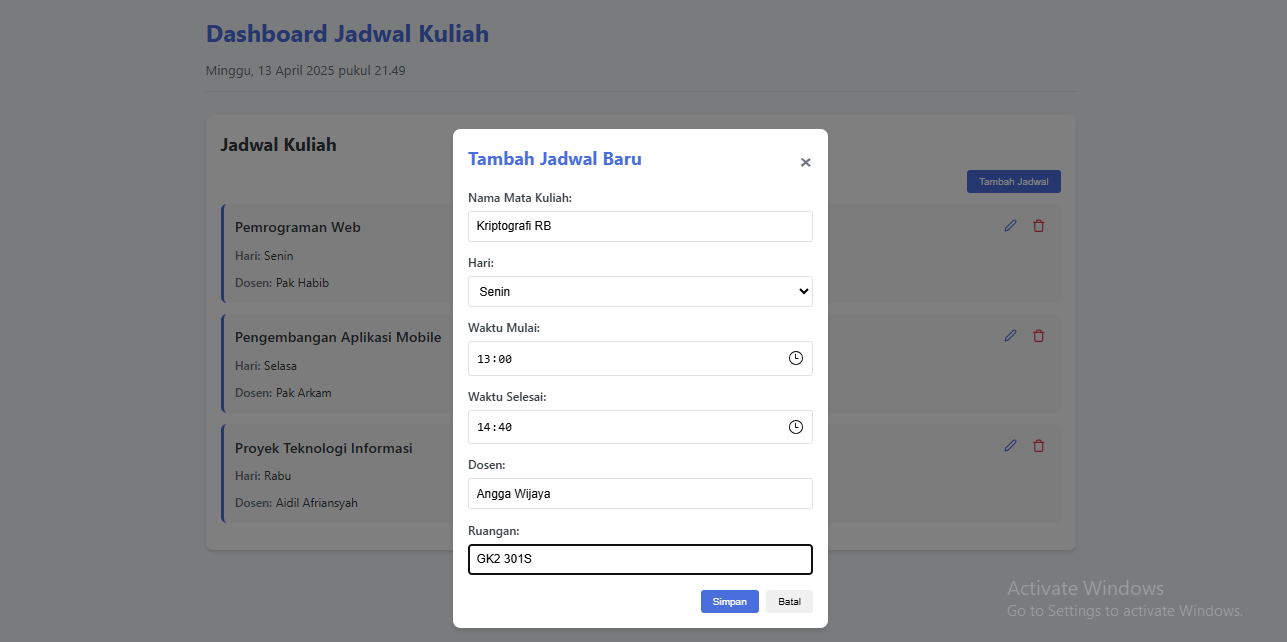 Dashboard Jadwal Kuliah
Minggu, 13 April 2025 pukul 21.49
Jadwal Kuliah
Tambah Jadwal
Pemrograman Web
Hari: Senin
Dosen: Pak Habib
Pengembangan Aplikasi Mobile
Hari: Selasa
Dosen: Pak Arkam
Proyek Teknologi Informasi
Hari: Rabu
Dosen: Aidil Afriansyah
Tambah Jadwal Baru
×
Nama Mata Kuliah:
Kriptografi RB
Hari:
Senin
Waktu Mulai:
13:00
Waktu Selesai:
14:40
Dosen:
Angga Wijaya
Ruangan:
GK2 301S
Simpan Batal
Activate Windows
Go to Settings to activate Windows.